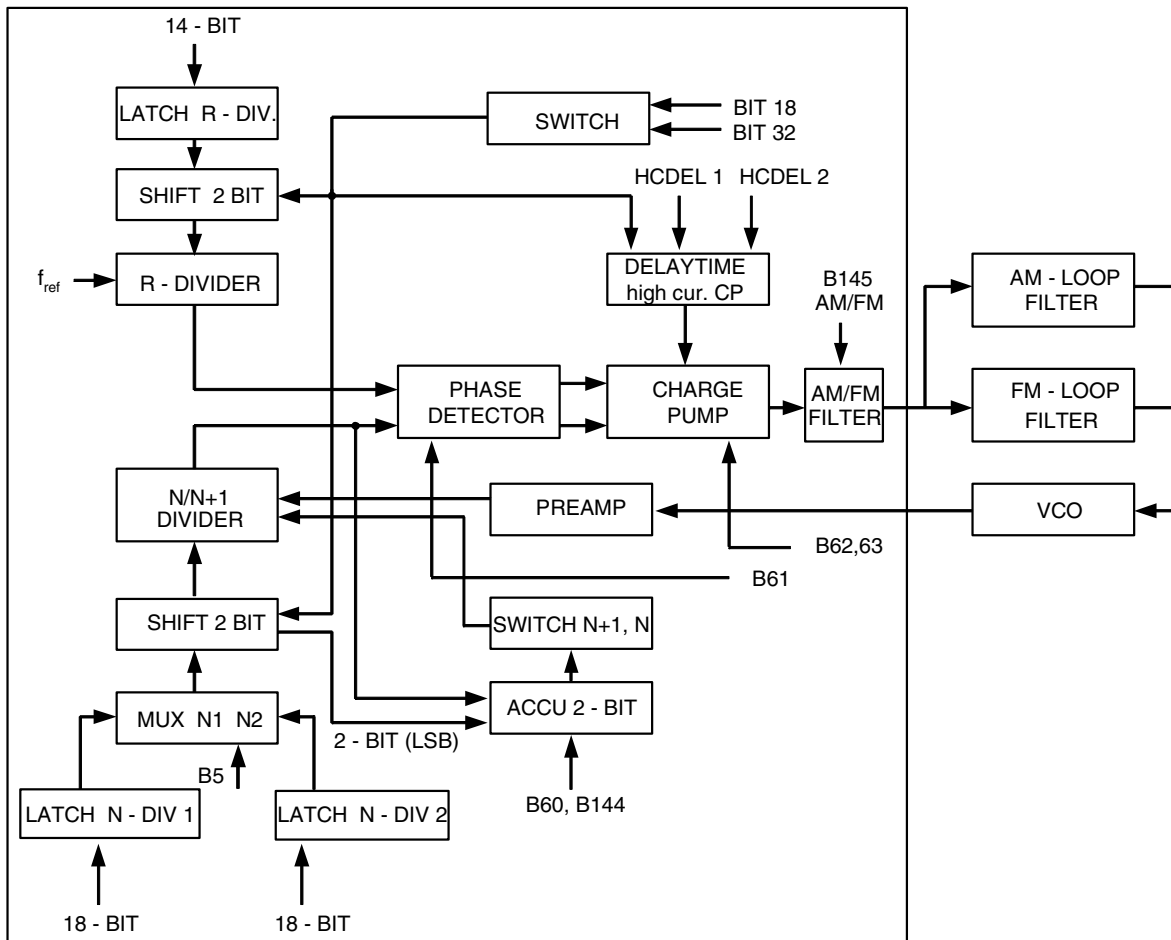 14 - BIT
LATCH R - DIV.
SWITCH
BIT 18
BIT 32
SHIFT 2 BIT
HCDEL 1
HCDEL 2
f_ref
R - DIVIDER
DELAYTIME
high cur. CP
B145
AM/FM
AM - LOOP
FILTER
PHASE
DETECTOR
CHARGE
PUMP
AM/FM
FILTER
FM - LOOP
FILTER
N/N+1
DIVIDER
PREAMP
VCO
B62,63
B61
SHIFT 2 BIT
SWITCH N+1, N
MUX N1 N2
ACCU 2 - BIT
2 - BIT (LSB)
B5
B60, B144
LATCH N - DIV 1
LATCH N - DIV 2
18 - BIT
18 - BIT